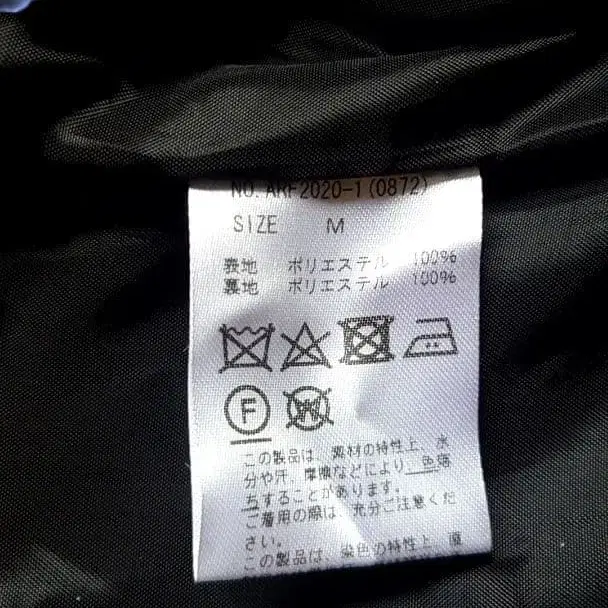 NO.ARF2020-1(0872)
SIZE M
表地 ポリエステル 100%
裏地 ポリエステル 100%
F W
この製品は、素材の特性上、水
分や汗、摩擦などにより、色落
ちすることがあります。
ご着用の際は、充分ご注意くだ
さい。
この製品は、染色の特性上、直